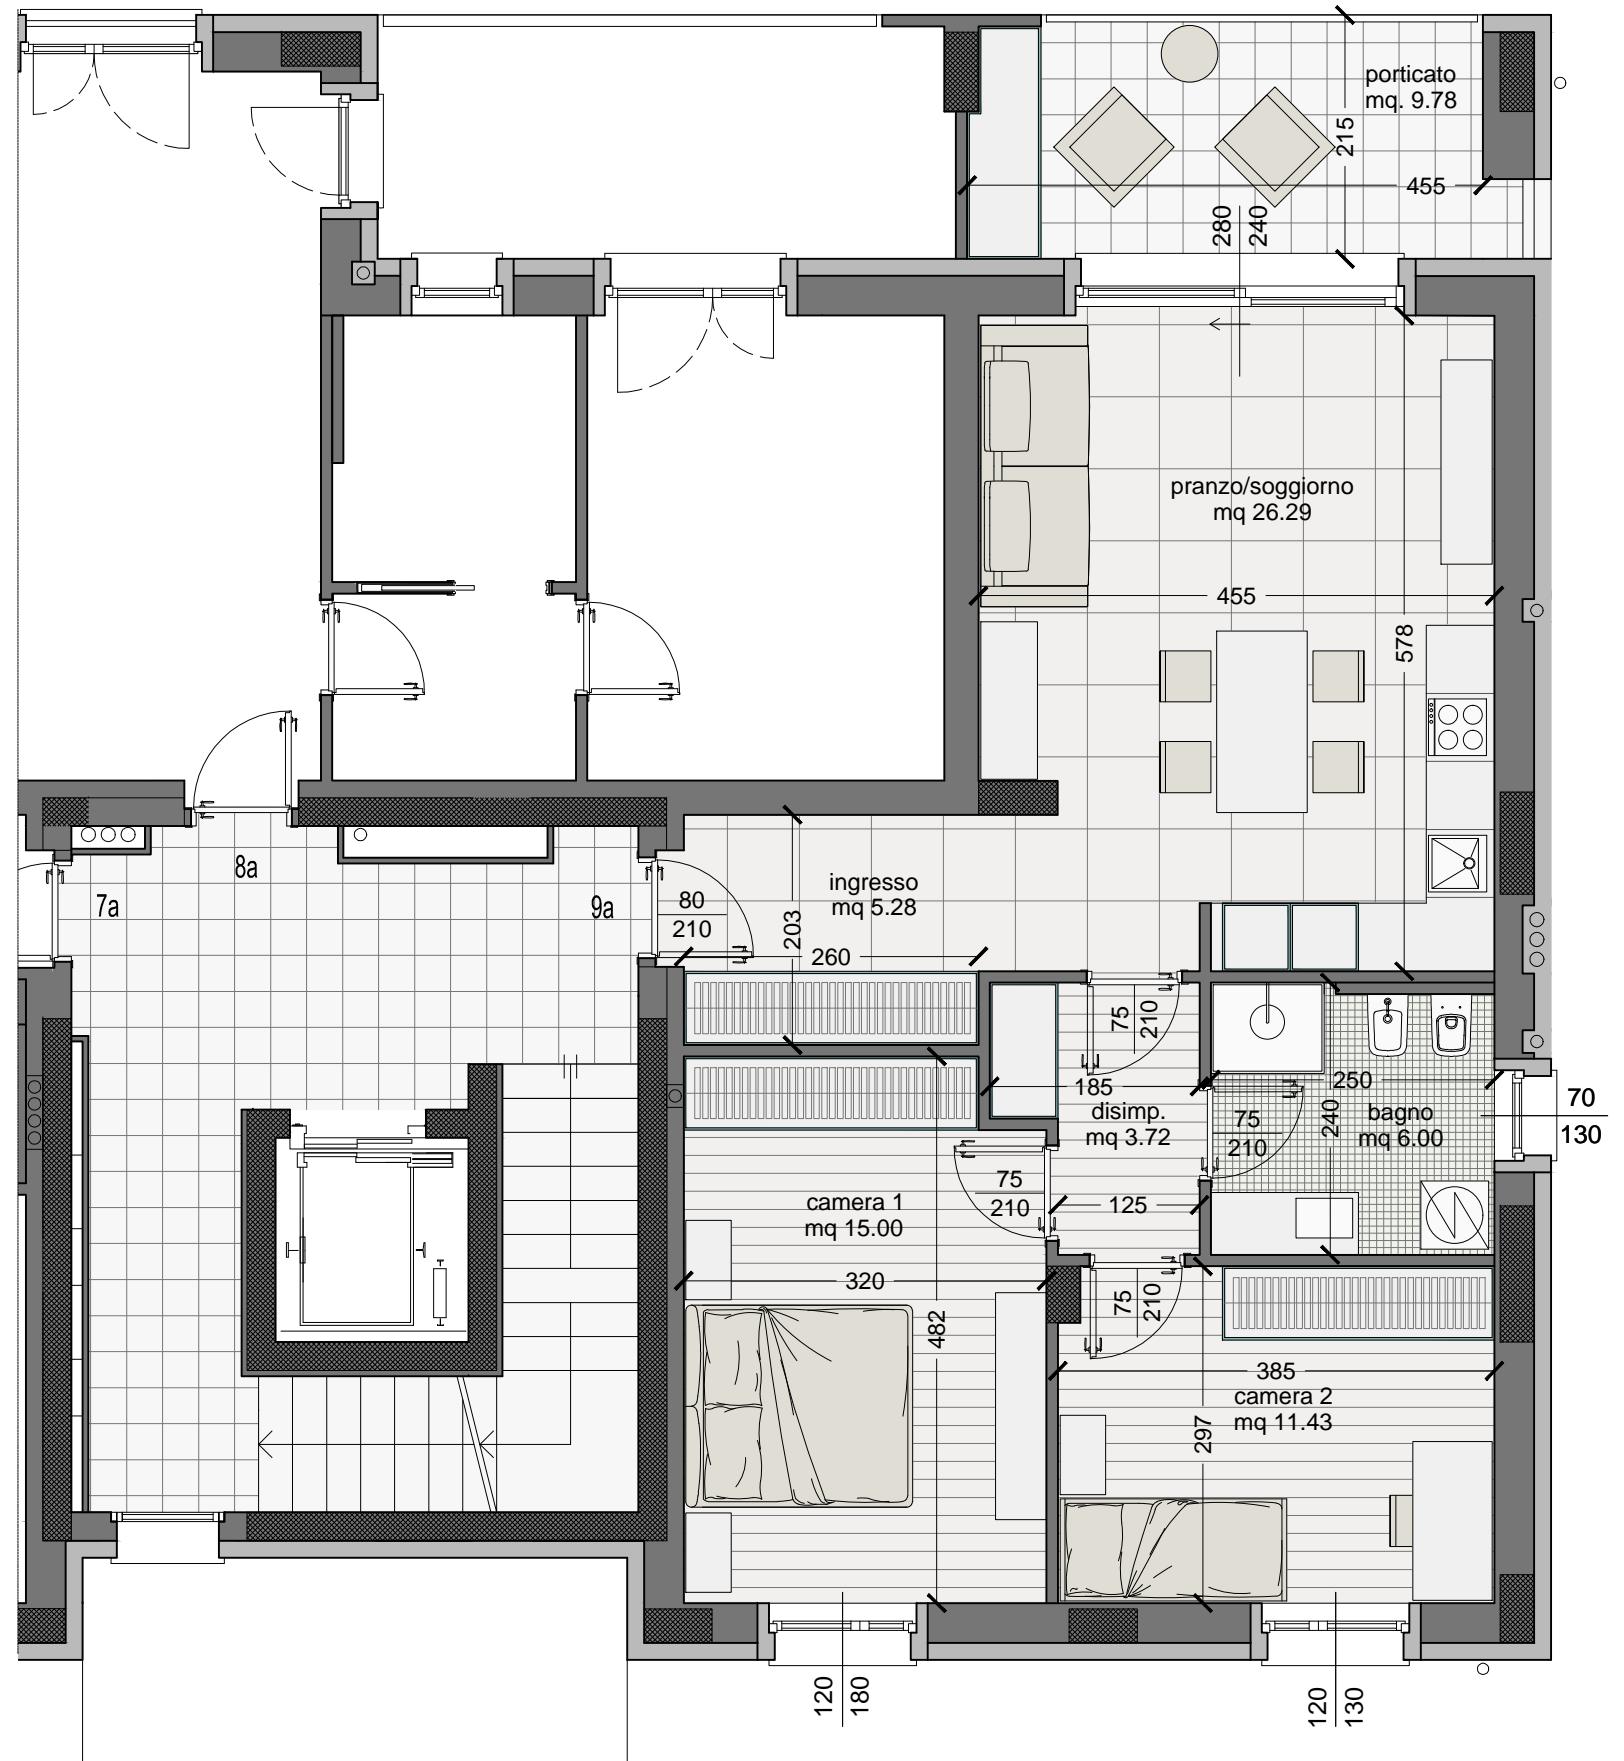 porticato
mq. 9.78
215
455
280
240
pranzo/soggiorno
mq 26.29
455
578
8a
7a
9a
80
210
ingresso
mq 5.28
203
260
75
210
185
disimp.
mq 3.72
250
240
bagno
mq 6.00
75
210
70
130
75
210
125
camera 1
mq 15.00
320
482
75
210
385
camera 2
mq 11.43
297
120
180
120
130